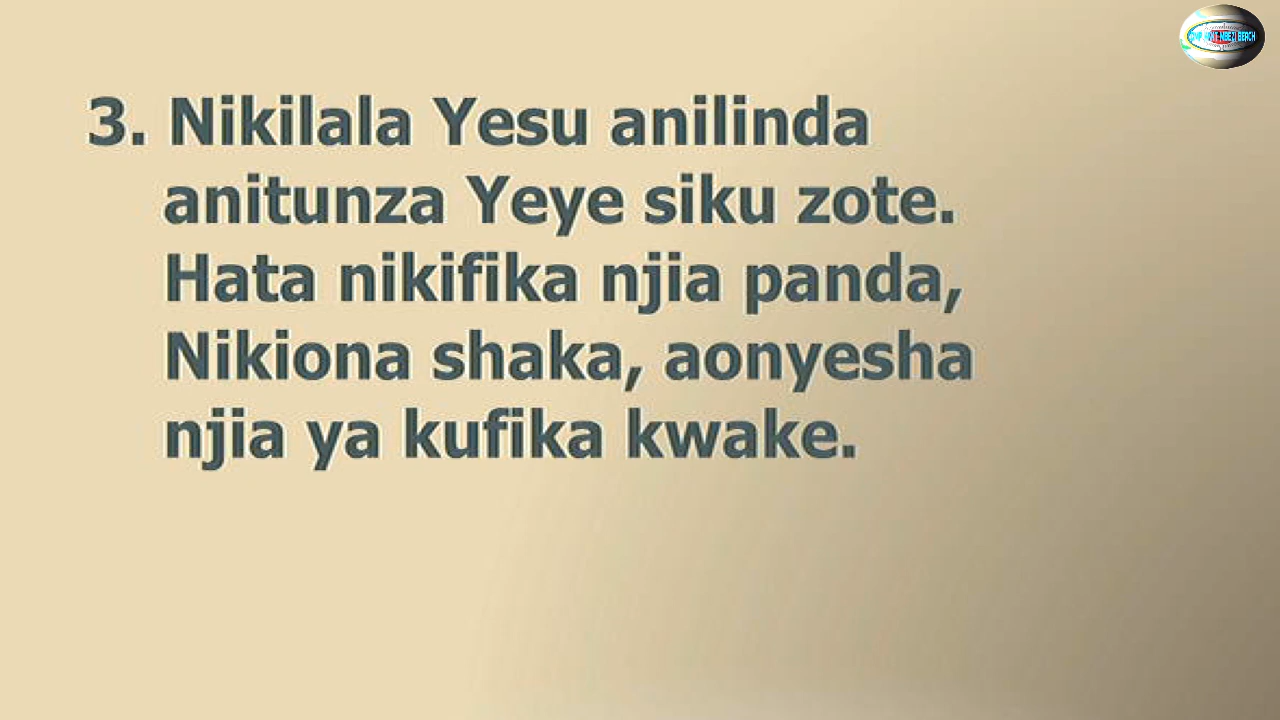 3. Nikilala Yesu anilinda
anitunza Yeye siku zote.
Hata nikifika njia panda,
Nikiona shaka, aonyesha
njia ya kufika kwake.